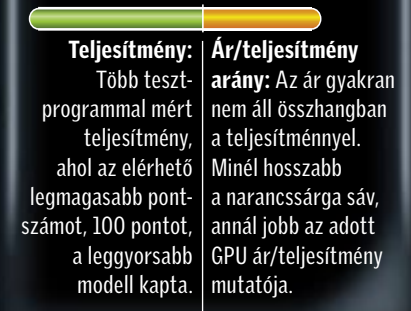 Teljesítmény:
Több teszt-
programmal mért
teljesítmény,
ahol az elérhető
legmagasabb pont-
számot, 100 pontot,
a leggyorsabb
modell kapta.
Ár/teljesítmény
arány: Az ár gyakran
nem áll összhangban
a teljesítménnyel.
Minél hosszabb
a narancssárga sáv,
annál jobb az adott
GPU ár/teljesítmény
mutatója.